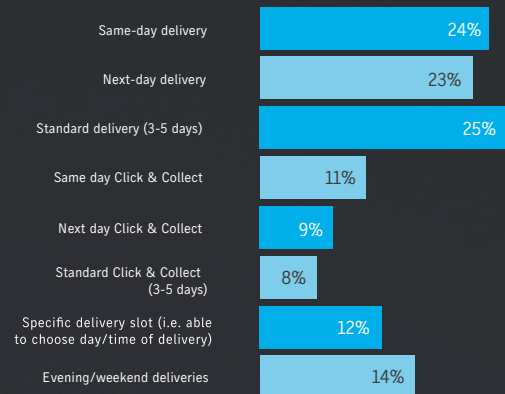 Same-day delivery 24%
Next-day delivery 23%
Standard delivery (3-5 days) 25%
Same day Click & Collect 11%
Next day Click & Collect 9%
Standard Click & Collect
(3-5 days) 8%
Specific delivery slot (i.e. able
to choose day/time of delivery) 12%
Evening/weekend deliveries 14%